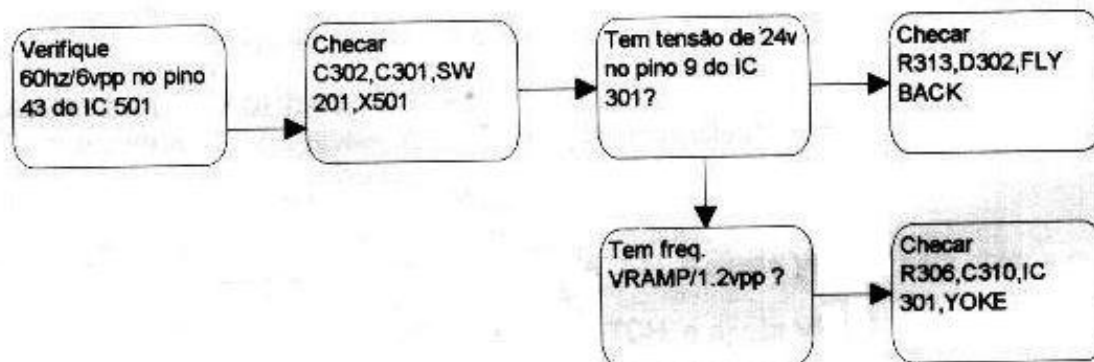 Verifique
60hz/6vpp no pino
43 do IC 501
Checar
C302,C301,SW
201,X501
Tem tensão de 24v
no pino 9 do IC
301?
Checar
R313,D302,FLY
BACK
Tem freq.
VRAMP/1.2vpp ?
Checar
R306,C310,IC
301,YOKE